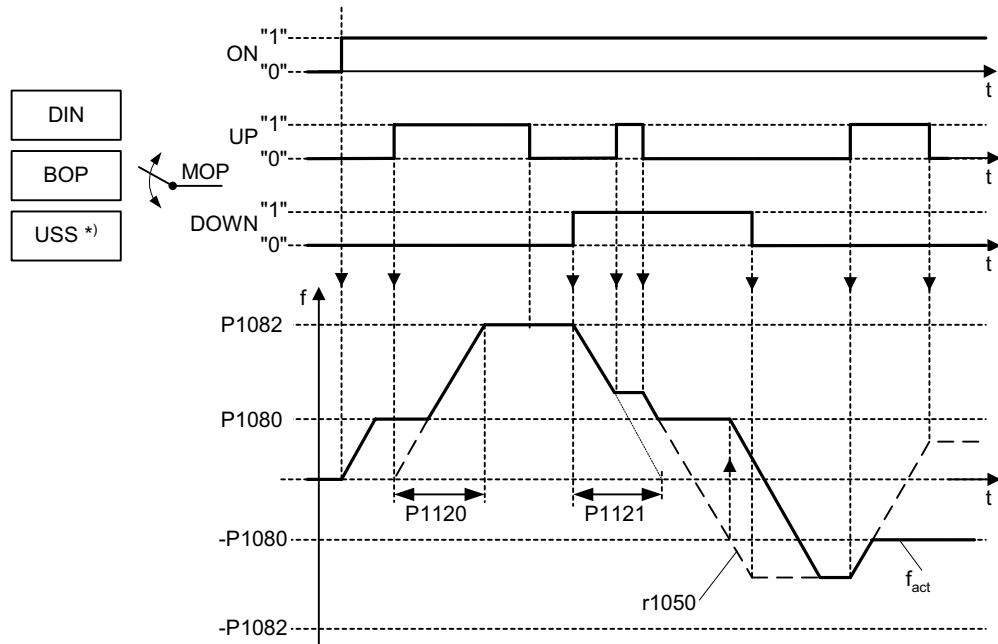 ON
"1"
"0"
t
DIN
BOP
USS *)
MOP
UP
"1"
"0"
t
DOWN
"1"
"0"
t
f
P1082
P1080
t
P1120
P1121
-P1080
r1050
fact
-P1082